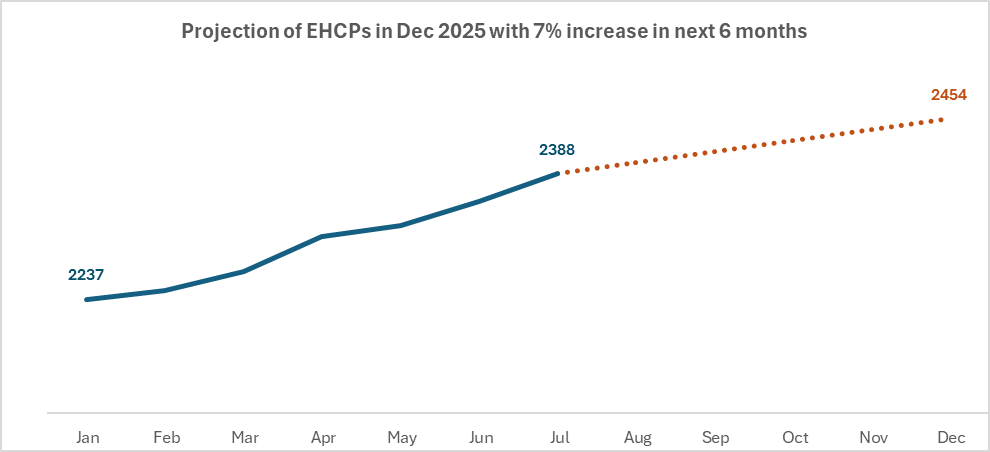 Projection of EHCPs in Dec 2025 with 7% increase in next 6 months
2454
2388
2237
Jan Feb Mar Apr May Jun Jul Aug Sep Oct Nov Dec